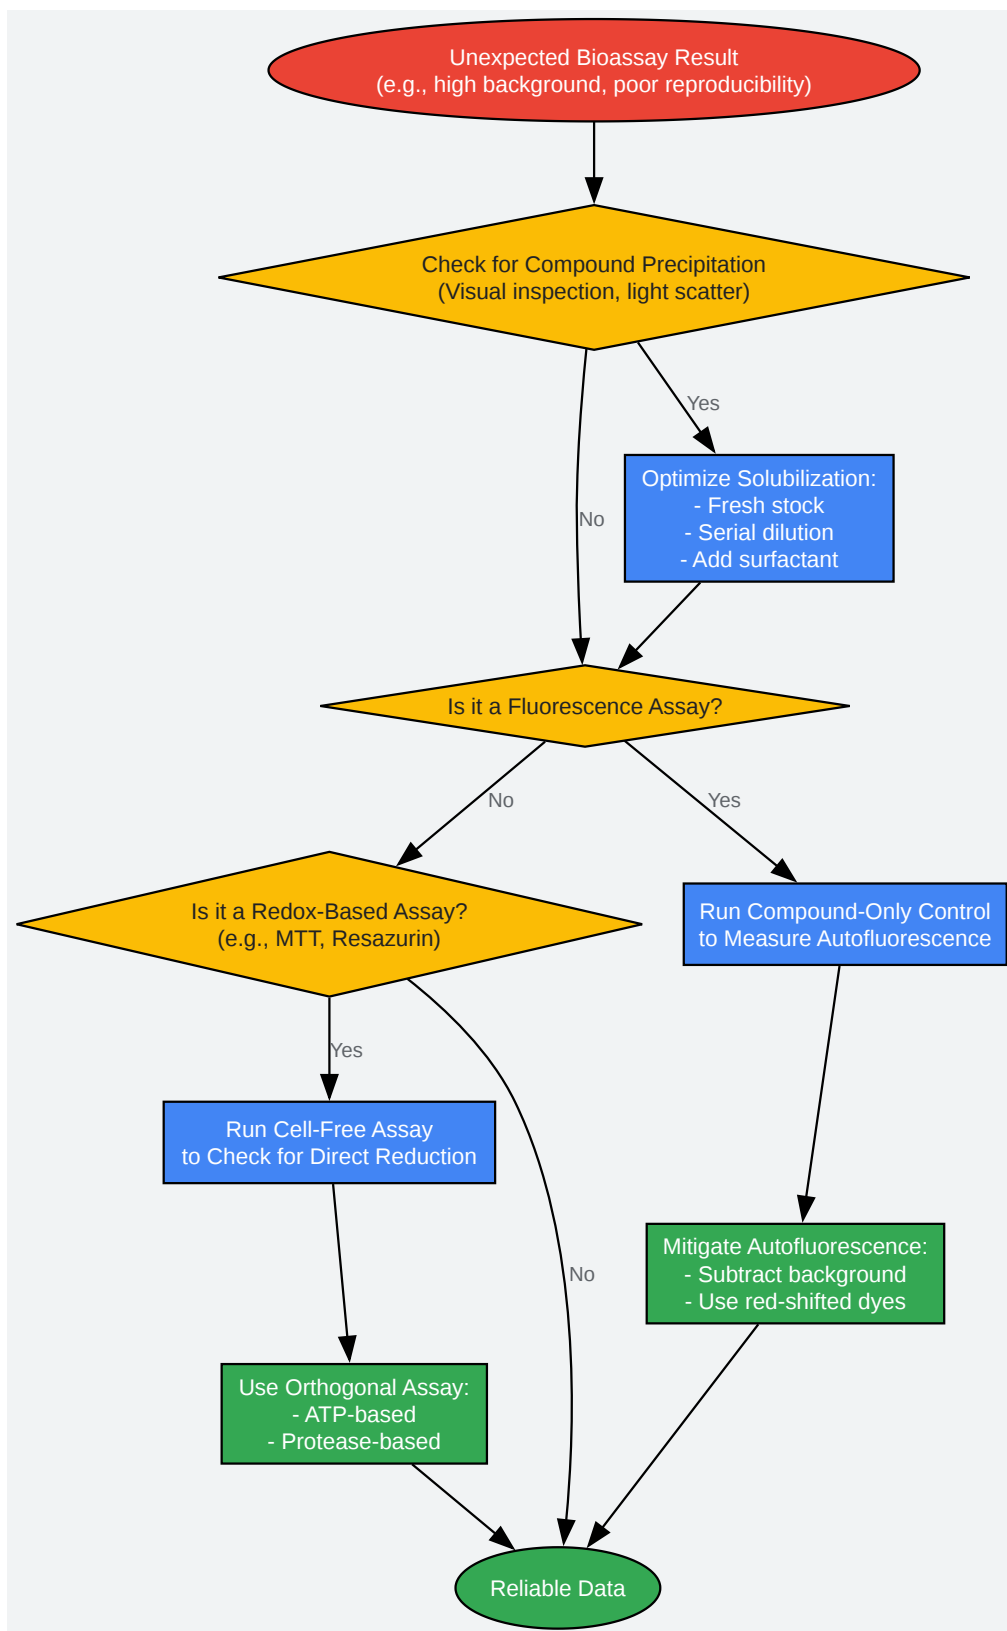 Unexpected Bioassay Result
(e.g., high background, poor reproducibility)
Check for Compound Precipitation
(Visual inspection, light scatter)
Yes
Optimize Solubilization:
- Fresh stock
- Serial dilution
- Add surfactant
No
Is it a Fluorescence Assay?
No
Yes
Is it a Redox-Based Assay?
(e.g., MTT, Resazurin)
Run Compound-Only Control
to Measure Autofluorescence
Yes
Run Cell-Free Assay
to Check for Direct Reduction
No
Mitigate Autofluorescence:
- Subtract background
- Use red-shifted dyes
Use Orthogonal Assay:
- ATP-based
- Protease-based
Reliable Data